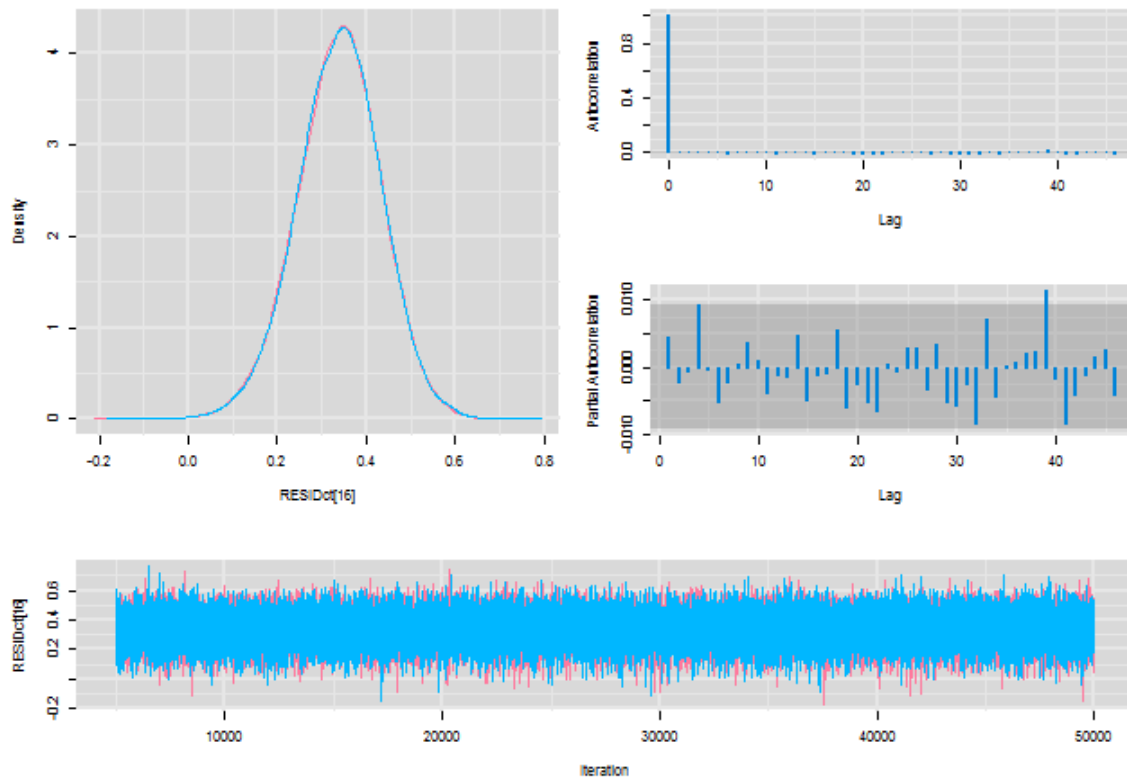 Density
4
3
2
1
0
-0.2 0.0 0.2 0.4 0.6 0.8
RESIDct[16]
Autocorrelation
0.8
0.4
0.0
0 10 20 30 40
Lag
Partial Autocorrelation
0.010
0.000
-0.010
0 10 20 30 40
Lag
RESIDct[16]
0.6
0.4
0.2
-0.2
10000 20000 30000 40000 50000
Iteration